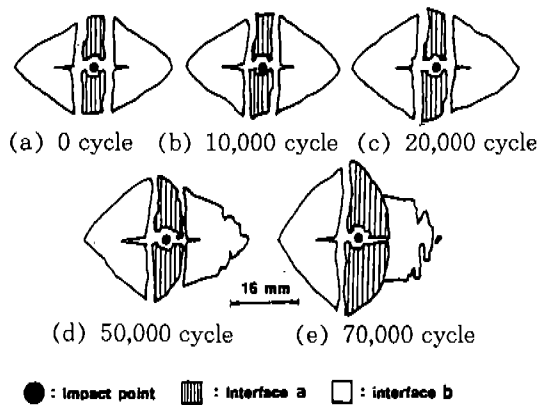 (a) 0 cycle (b) 10,000 cycle (c) 20,000 cycle
16 mm
(d) 50,000 cycle (e) 70,000 cycle
: Impact point : Interface a : interface b